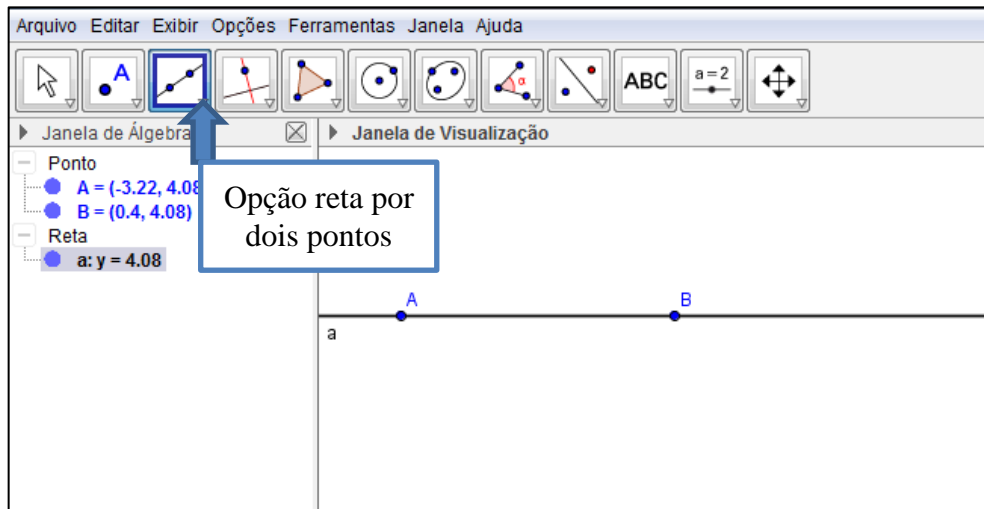 Arquivo Editar Exibir Opções Ferramentas Janela Ajuda
A
α
ABC
a=2
Janela de Álgebra
Janela de Visualização
Ponto
A = (-3.22, 4.08
B = (0.4, 4.08)
Reta
a: y = 4.08
Opção reta por
dois pontos
A
B
a